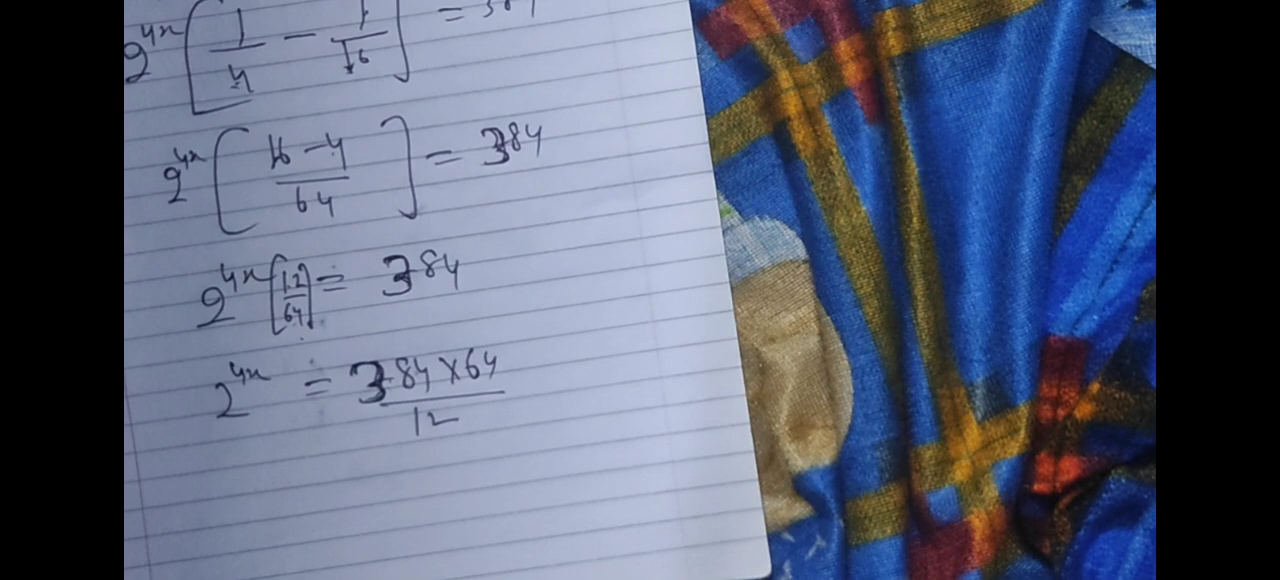 2^{4x} [ 1/4 − 1/16 ] = 384
2^{4x} [ 16 − 4 / 64 ] = 384
2^{4x} [ 12/64 ] = 384
2^{4x} = 384 × 64 / 12